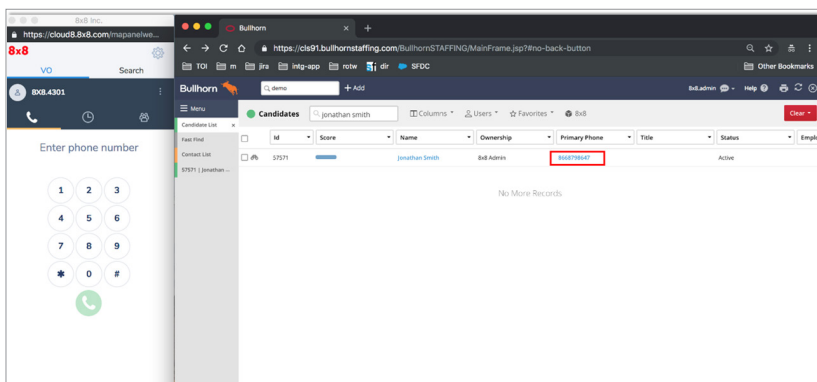 8x8 Inc.
https://cloud8.8x8.com/mapanelwe...
8x8
VO Search
8X8.4301
Enter phone number
1 2 3
4 5 6
7 8 9
* 0 #
Bullhorn × +
https://cls91.bullhornstaffing.com/BullhornSTAFFING/MainFrame.jsp?#no-back-button
TOI m jira intg-app rotw dir SFDC Other Bookmarks
Bullhorn demo + Add 8x8.admin Help
Menu
Candidate List ×
Fast Find
Contact List
57571 | Jonathan ...
Candidates jonathan smith Columns Users Favorites 8x8 Clear
Id Score Name Ownership Primary Phone Title Status Emplo
57571 Jonathan Smith 8x8 Admin 8668798647 Active
No More Records